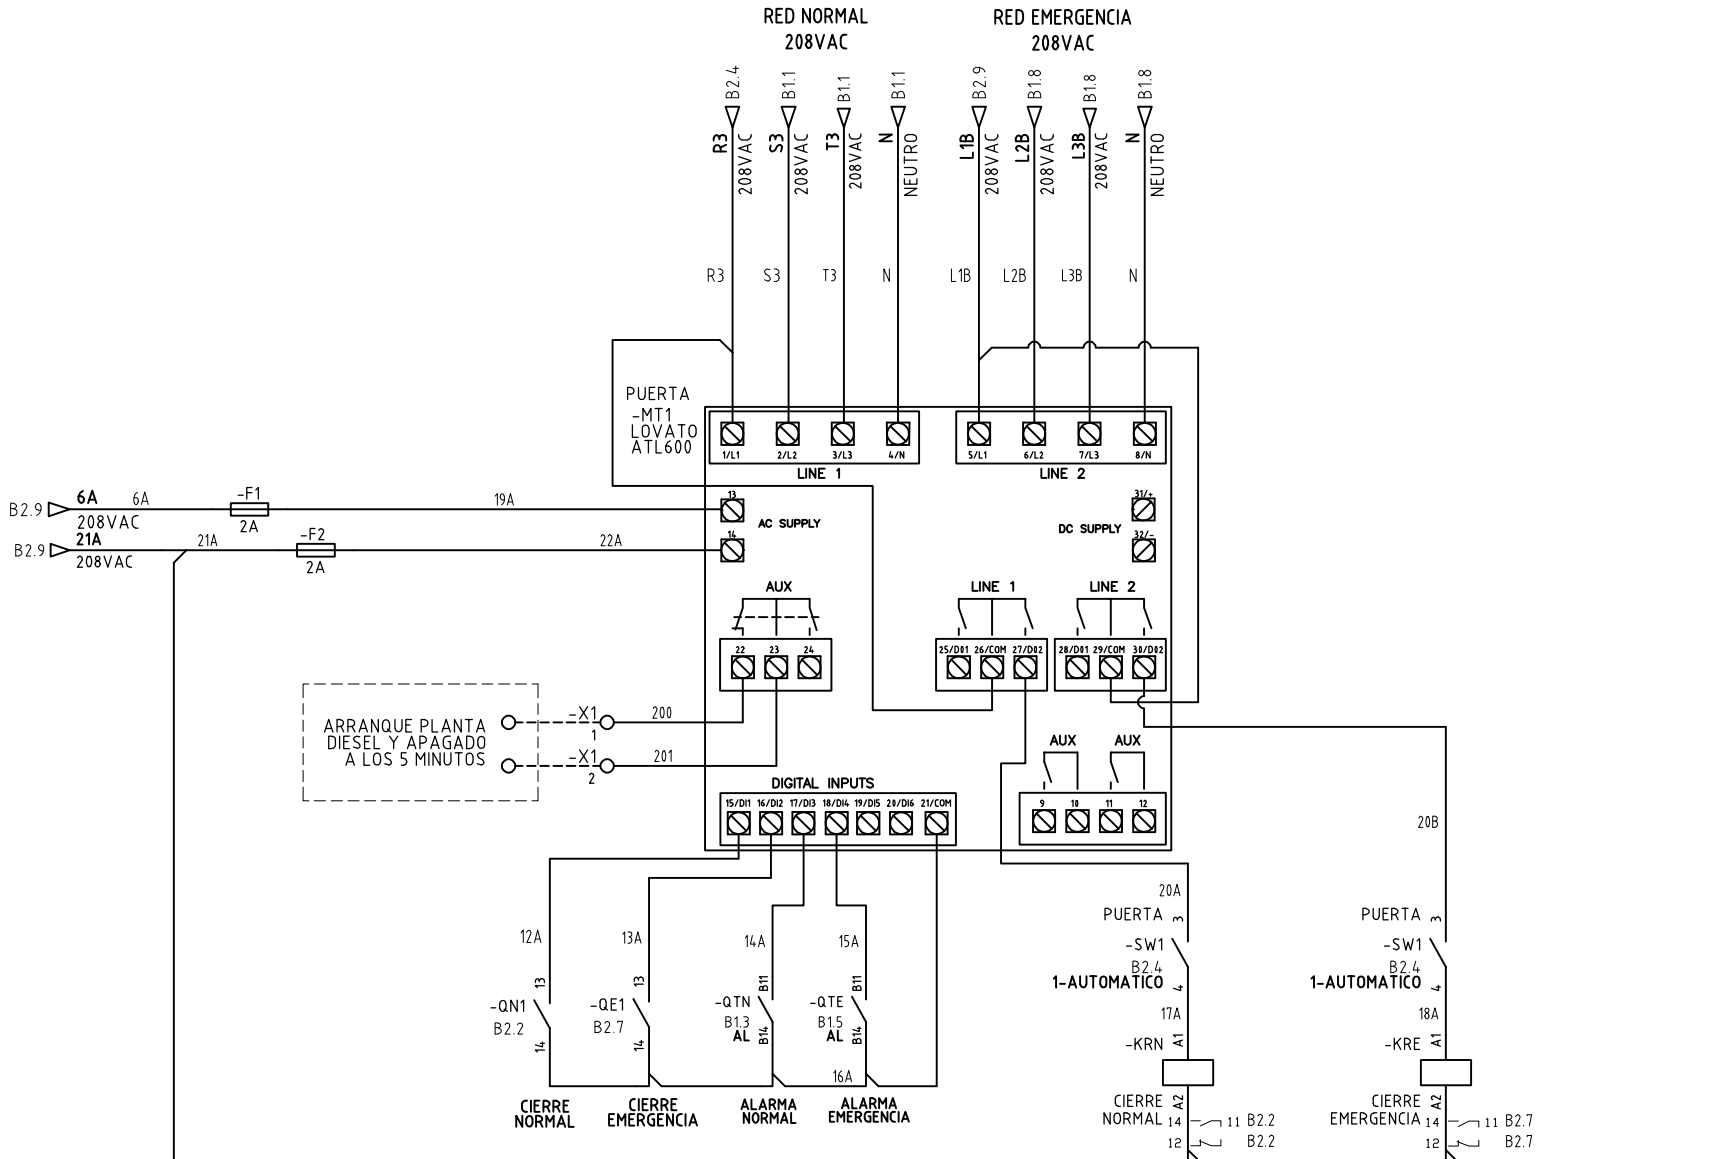 RED NORMAL
208VAC
RED EMERGENCIA
208VAC
B2.4
B1.1
B1.1
B1.1
B2.9
B1.8
B1.8
B1.8
R3
208VAC
S3
208VAC
T3
208VAC
N
NEUTRO
L1B
208VAC
L2B
208VAC
L3B
208VAC
N
NEUTRO
R3
S3
T3
N
L1B
L2B
L3B
N
PUERTA
-MT1
LOVATO
ATL600
1/L1
2/L2
3/L3
4/N
LINE 1
5/L1
6/L2
7/L3
8/N
LINE 2
B2.9
6A
208VAC
6A
-F1
2A
19A
13
AC SUPPLY
B2.9
21A
208VAC
21A
-F2
2A
22A
14
31/+
DC SUPPLY
32/-
AUX
22
23
24
LINE 1
25/D01
26/COM
27/D02
LINE 2
28/D01
29/COM
30/D02
ARRANQUE PLANTA
DIESEL Y APAGADO
A LOS 5 MINUTOS
-X1
1
200
-X1
2
201
AUX
AUX
9
10
11
12
DIGITAL INPUTS
15/DI1
16/DI2
17/DI3
18/DI4
19/DI5
20/DI6
21/COM
12A
13
-QN1
B2.2
14
CIERRE
NORMAL
13A
13
-QE1
B2.7
14
CIERRE
EMERGENCIA
14A
B11
-QTN
B1.3
AL
B14
ALARMA
NORMAL
15A
B11
-QTE
B1.5
AL
B14
16A
ALARMA
EMERGENCIA
20A
PUERTA
3
-SW1
B2.4
1-AUTOMATICO
4
17A
-KRN
A1
CIERRE
NORMAL
A2
14
11 B2.2
12
B2.2
20B
PUERTA
3
-SW1
B2.4
1-AUTOMATICO
4
18A
-KRE
A1
CIERRE
EMERGENCIA
A2
14
11 B2.7
12
B2.7